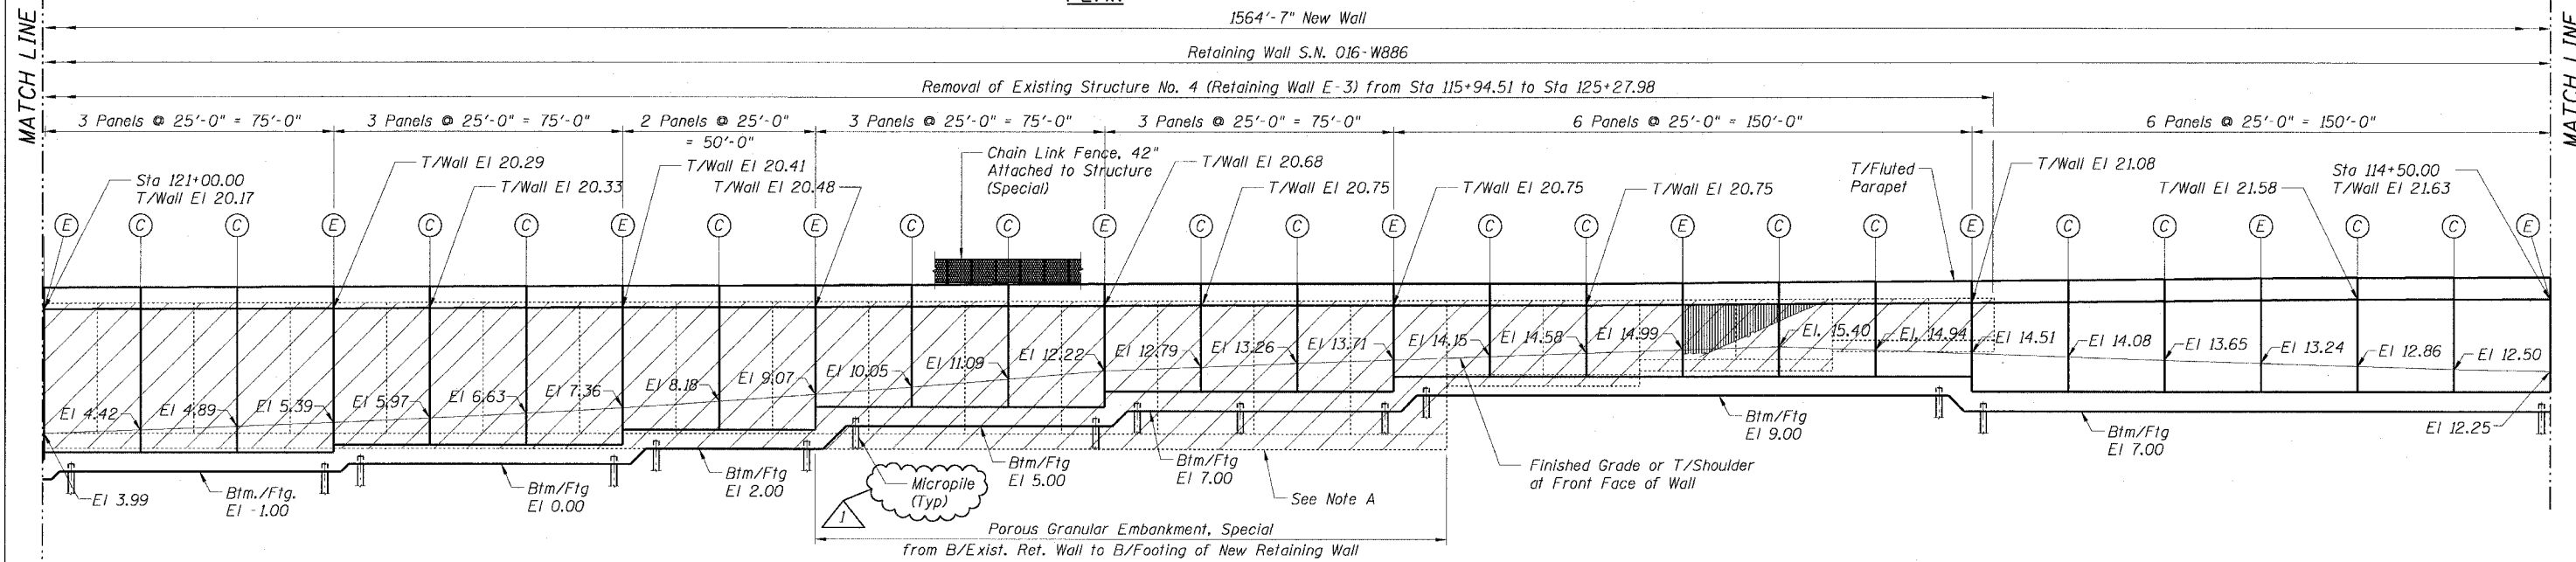 1564'-7" New Wall
MATCH LINE
MATCH LINE
Retaining Wall S.N. 016-W886
Removal of Existing Structure No. 4 (Retaining Wall E-3) from Sta 115+94.51 to Sta 125+27.98
3 Panels @ 25'-0" = 75'-0"
3 Panels @ 25'-0" = 75'-0"
2 Panels @ 25'-0"
= 50'-0"
3 Panels @ 25'-0" = 75'-0"
3 Panels @ 25'-0" = 75'-0"
6 Panels @ 25'-0" = 150'-0"
6 Panels @ 25'-0" = 150'-0"
Sta 121+00.00
T/Wall El 20.17
T/Wall El 20.29
T/Wall El 20.33
T/Wall El 20.41
T/Wall El 20.48
Chain Link Fence, 42"
Attached to Structure
(Special)
T/Wall El 20.68
T/Wall El 20.75
T/Wall El 20.75
T/Wall El 20.75
T/Fluted
Parapet
T/Wall El 21.08
T/Wall El 21.58
Sta 114+50.00
T/Wall El 21.63
E
C
C
E
C
C
E
C
E
C
C
E
C
C
E
C
C
E
C
C
E
C
C
E
C
C
E
El 4.42
El 4.89
El 5.39
El 5.97
El 6.63
El 7.36
El 8.18
El 9.07
El 10.05
El 11.09
El 12.22
El 12.79
El 13.26
El 13.71
El 14.15
El 14.58
El 14.99
El. 15.40
El. 14.94
El 14.51
El 14.08
El 13.65
El 13.24
El 12.86
El 12.50
El 3.99
Btm./Ftg.
El -1.00
Btm/Ftg
El 0.00
Btm/Ftg
El 2.00
1
Micropile
(Typ)
Btm/Ftg
El 5.00
Btm/Ftg
El 7.00
See Note A
Finished Grade or T/Shoulder
at Front Face of Wall
Btm/Ftg
El 9.00
Btm/Ftg
El 7.00
El 12.25
Porous Granular Embankment, Special
from B/Exist. Ret. Wall to B/Footing of New Retaining Wall